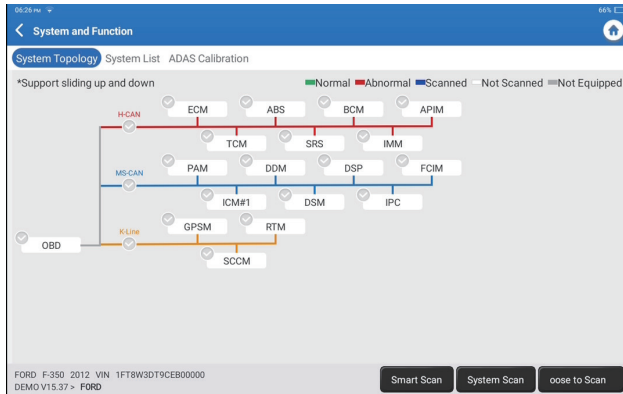 06:26 PM 66%
System and Function
System Topology System List ADAS Calibration
*Support sliding up and down Normal Abnormal Scanned Not Scanned Not Equipped
H-CAN ECM ABS BCM APIM
TCM SRS IMM
MS-CAN PAM DDM DSP FCIM
ICM#1 DSM IPC
K-Line GPSM RTM
OBD
SCCM
FORD F-350 2012 VIN 1FT8W3DT9CEB00000
DEMO V15.37 > FORD
Smart Scan System Scan oose to Scan